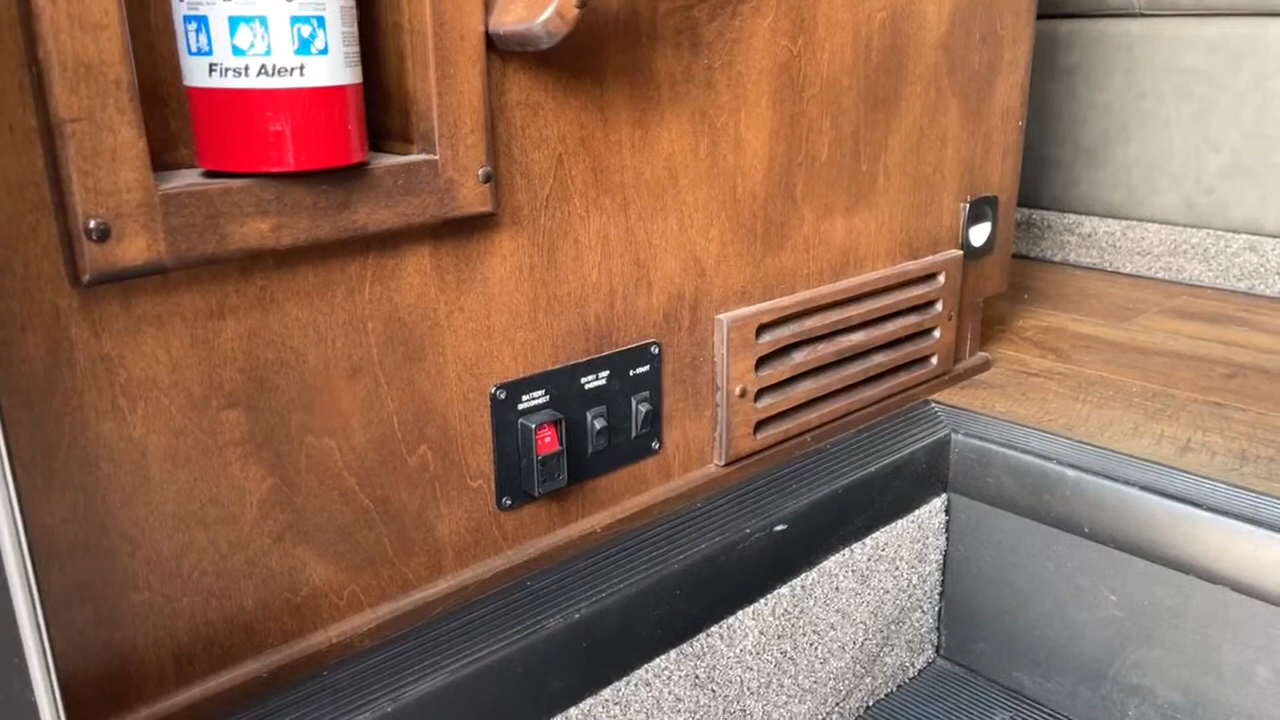 First Alert
BATTERY
DISCONNECT
ENTRY STEP
OVERRIDE
E-START